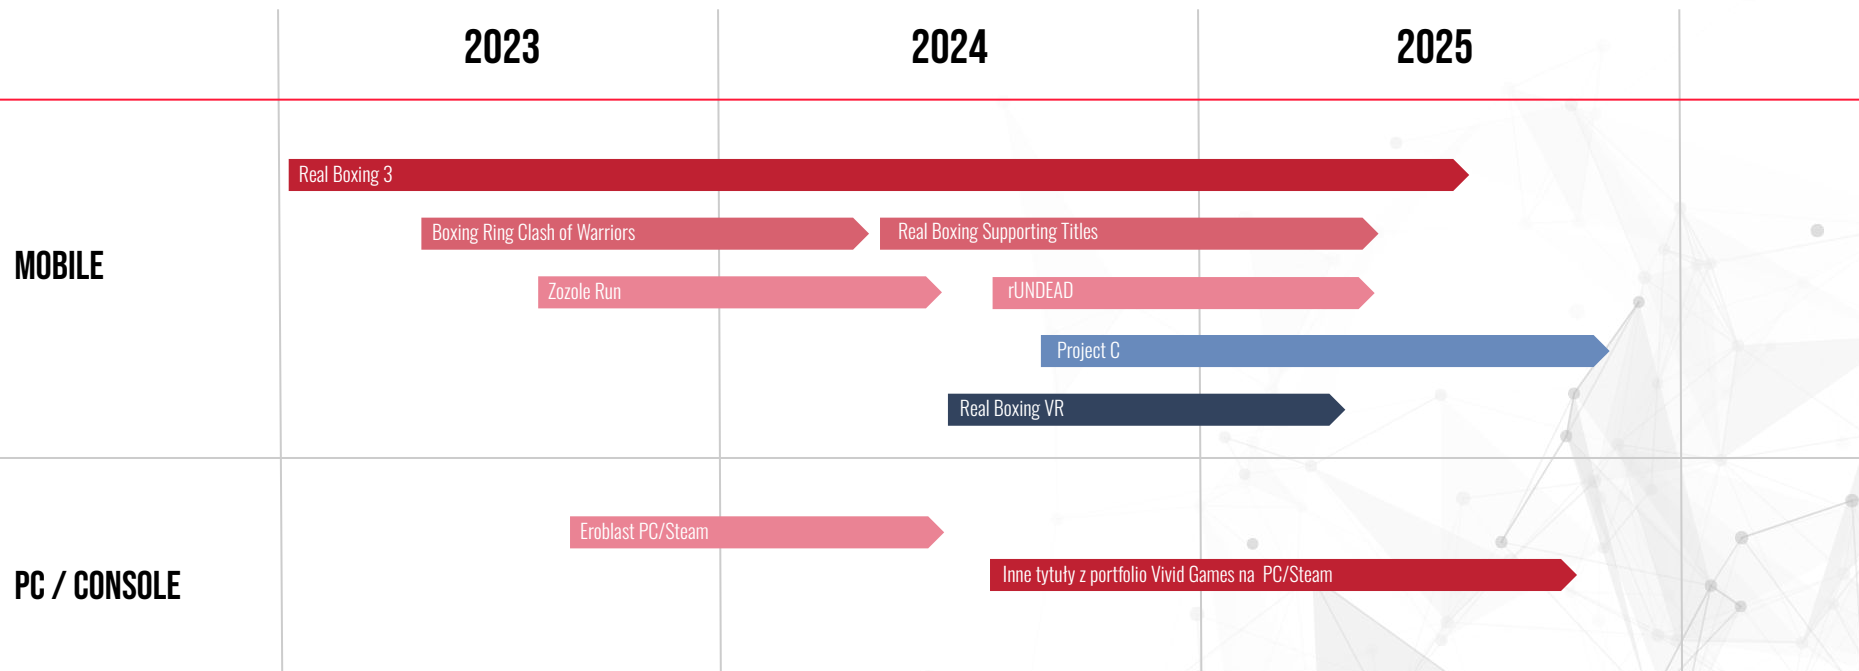 2023 2024 2025
MOBILE
Real Boxing 3
Boxing Ring Clash of Warriors
Real Boxing Supporting Titles
Zozole Run
rUNDEAD
Project C
Real Boxing VR
PC / CONSOLE
Eroblast PC/Steam
Inne tytuły z portfolio Vivid Games na PC/Steam